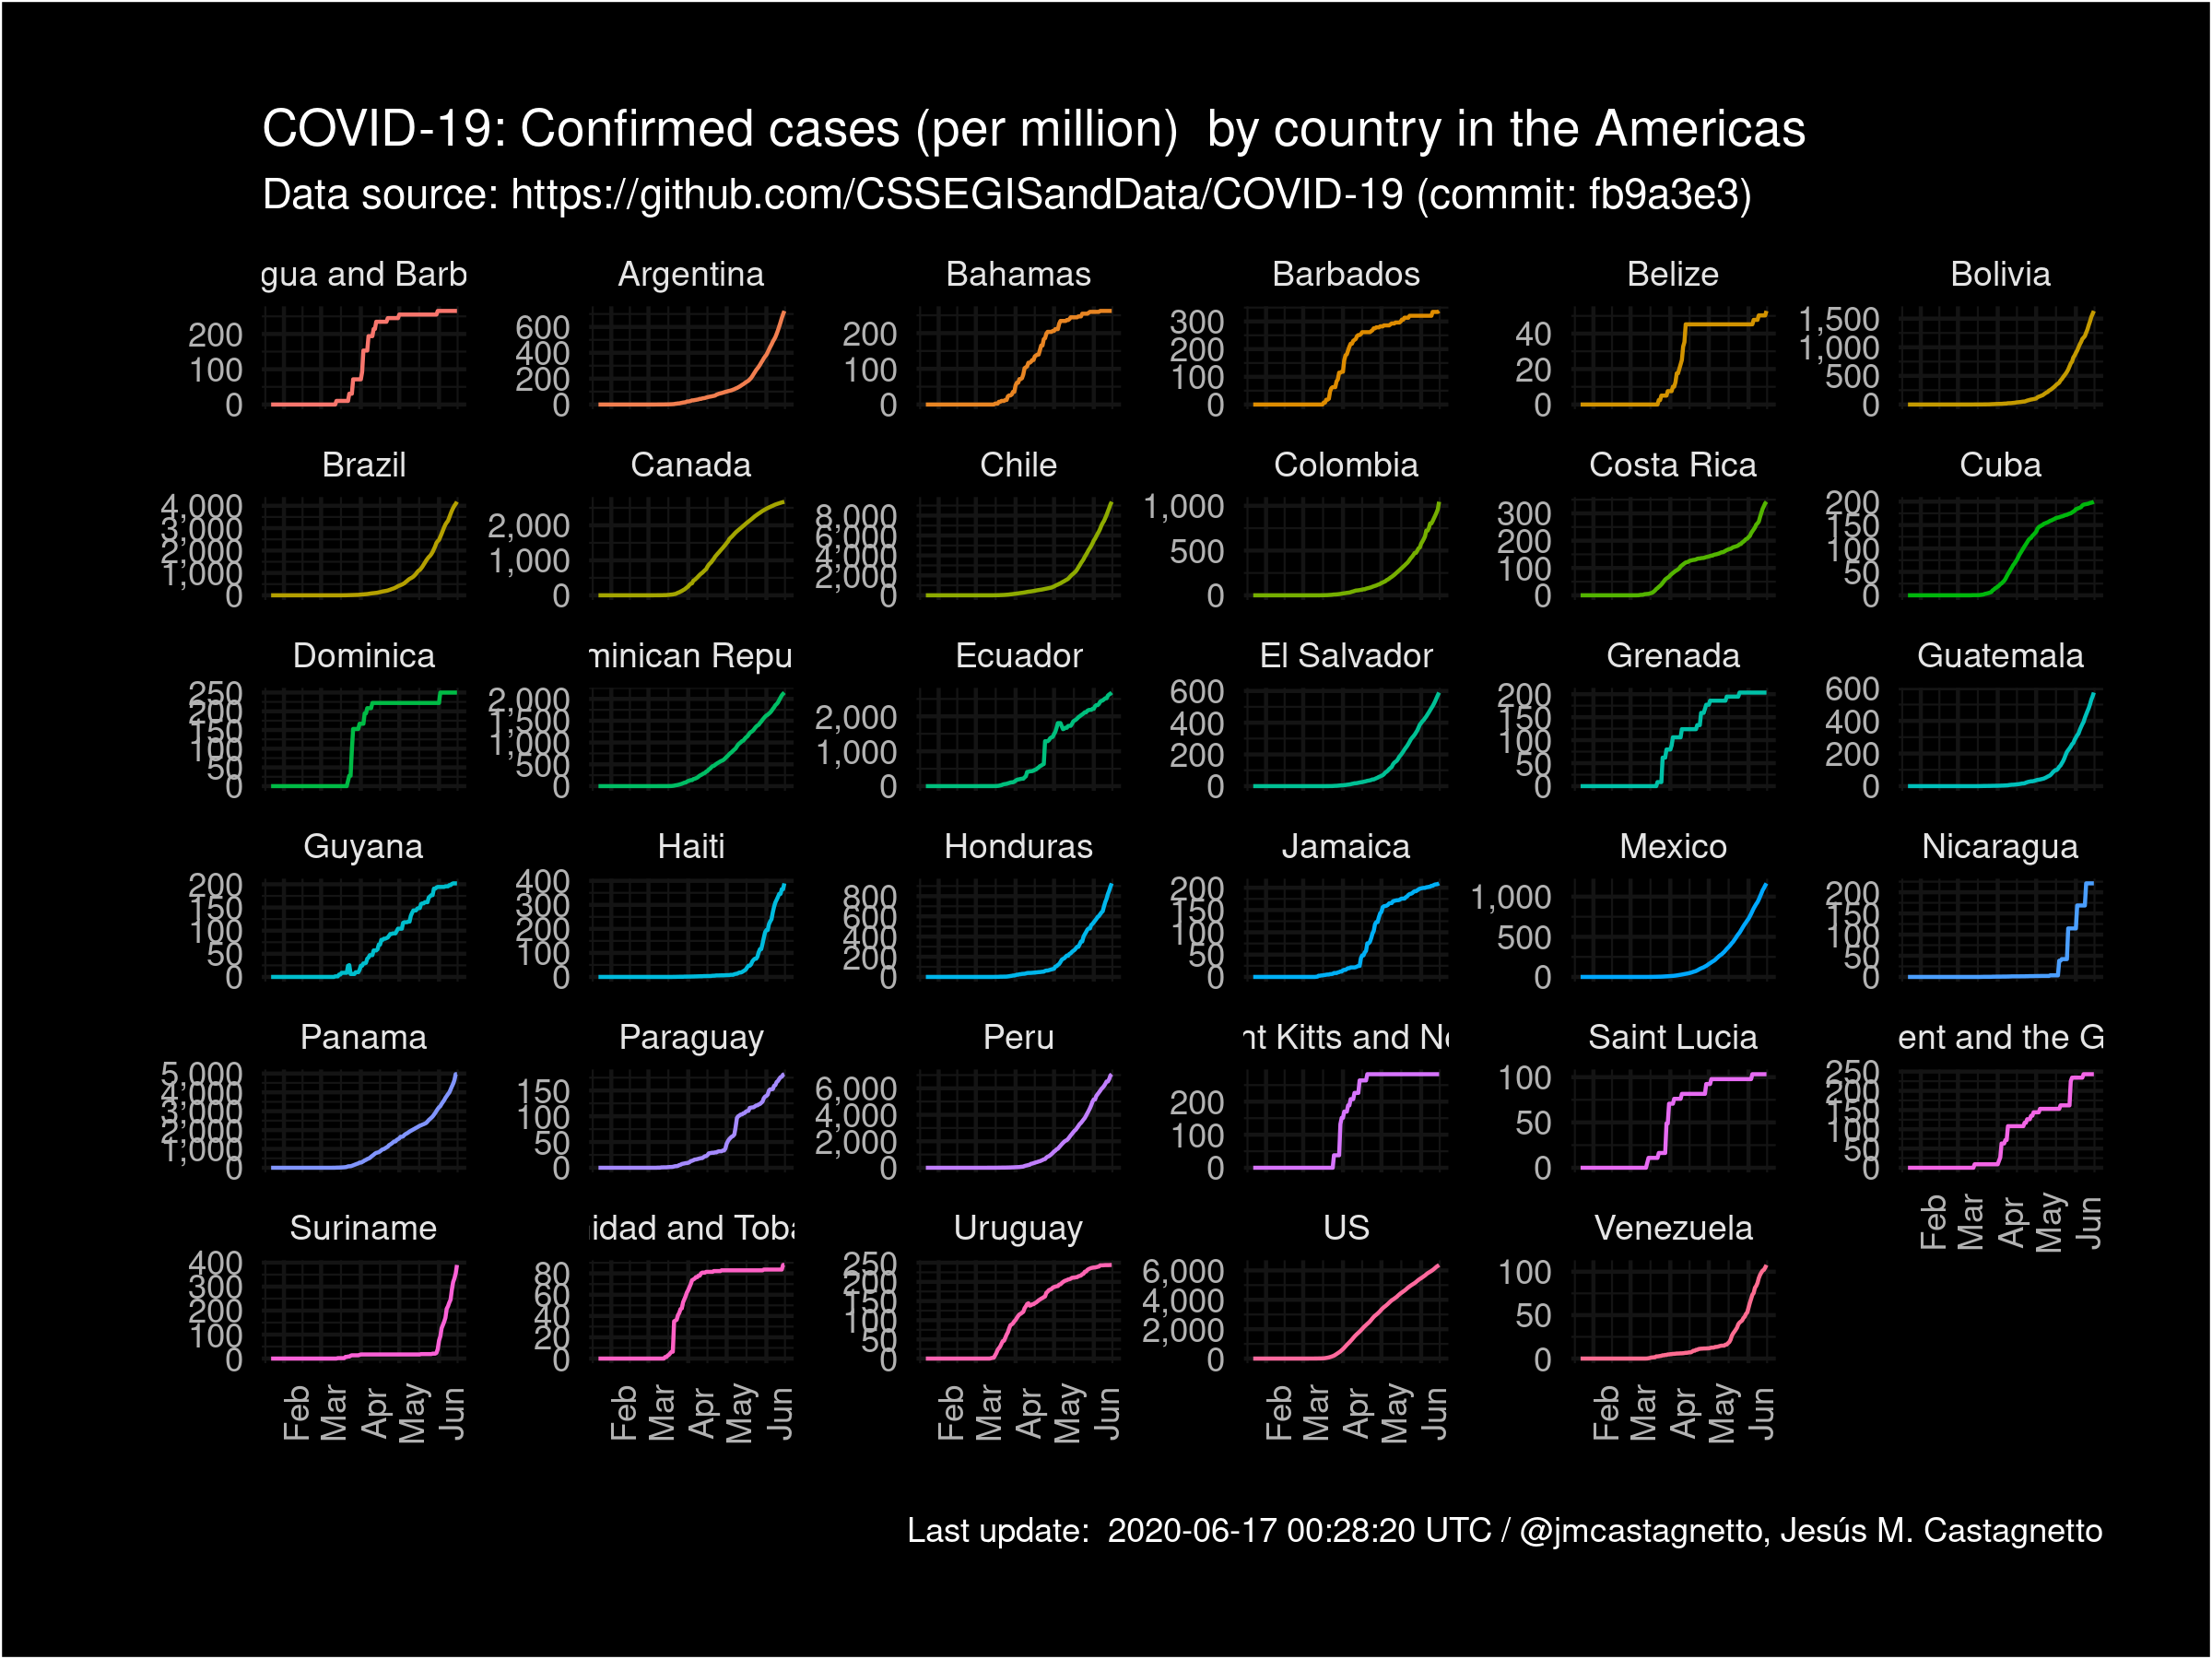 COVID-19: Confirmed cases (per million)  by country in the Americas
Data source: https://github.com/CSSEGISandData/COVID-19 (commit: fb9a3e3)
gua and Barb
200
100
0
Argentina
600
400
200
0
Bahamas
200
100
0
Barbados
300
200
100
0
Belize
40
20
0
Bolivia
1,500
1,000
500
0
Brazil
4,000
3,000
2,000
1,000
0
Canada
2,000
1,000
0
Chile
8,000
6,000
4,000
2,000
0
Colombia
1,000
500
0
Costa Rica
300
200
100
0
Cuba
200
150
100
50
0
Dominica
250
200
150
100
50
0
minican Repu
2,000
1,500
1,000
500
0
Ecuador
2,000
1,000
0
El Salvador
600
400
200
0
Grenada
200
150
100
50
0
Guatemala
600
400
200
0
Guyana
200
150
100
50
0
Haiti
400
300
200
100
0
Honduras
800
600
400
200
0
Jamaica
200
150
100
50
0
Mexico
1,000
500
0
Nicaragua
200
150
100
50
0
Panama
5,000
4,000
3,000
2,000
1,000
0
Paraguay
150
100
50
0
Peru
6,000
4,000
2,000
0
nt Kitts and Ne
200
100
0
Saint Lucia
100
50
0
ent and the G
250
200
150
100
50
0
Feb
Mar
Apr
May
Jun
Suriname
400
300
200
100
0
Feb
Mar
Apr
May
Jun
nidad and Toba
80
60
40
20
0
Feb
Mar
Apr
May
Jun
Uruguay
250
200
150
100
50
0
Feb
Mar
Apr
May
Jun
US
6,000
4,000
2,000
0
Feb
Mar
Apr
May
Jun
Venezuela
100
50
0
Feb
Mar
Apr
May
Jun
Last update:  2020-06-17 00:28:20 UTC / @jmcastagnetto, Jesús M. Castagnetto